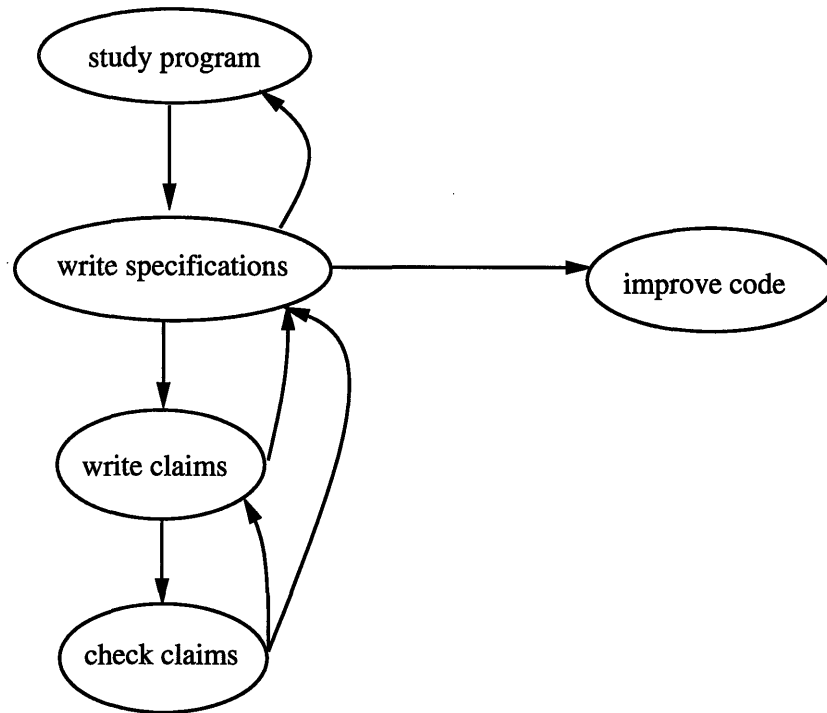 study program
write specifications
improve code
write claims
check claims